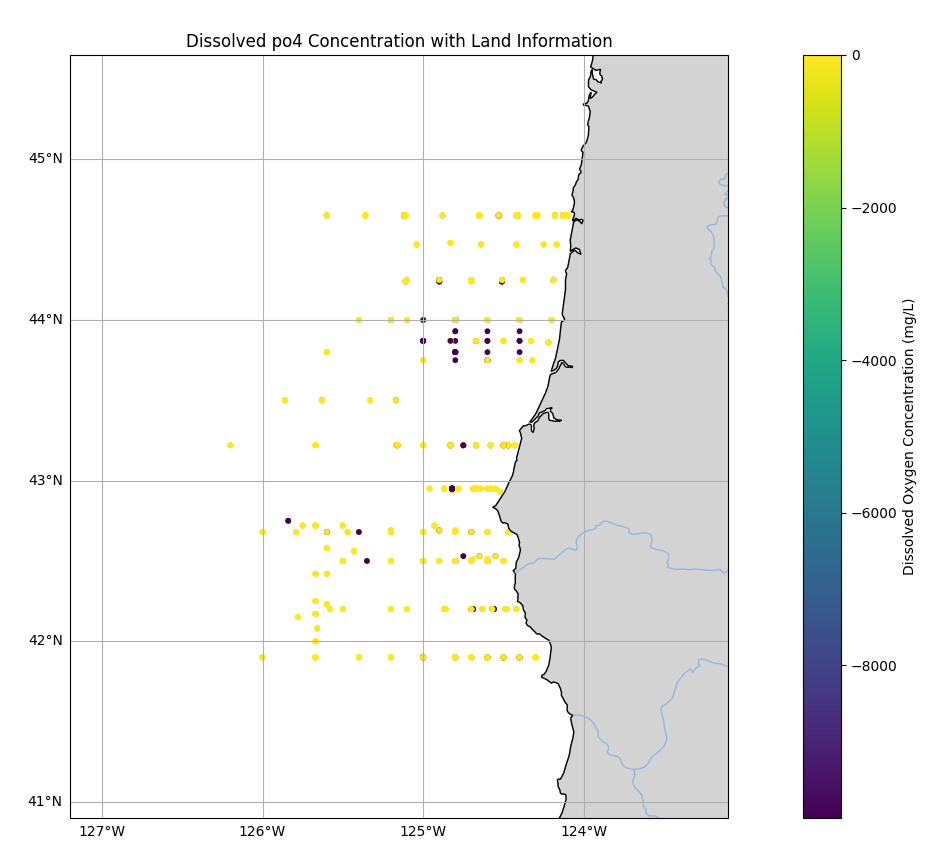 Dissolved po4 Concentration with Land Information
45°N
44°N
43°N
42°N
41°N
127°W
126°W
125°W
124°W
0
−2000
−4000
−6000
−8000
Dissolved Oxygen Concentration (mg/L)